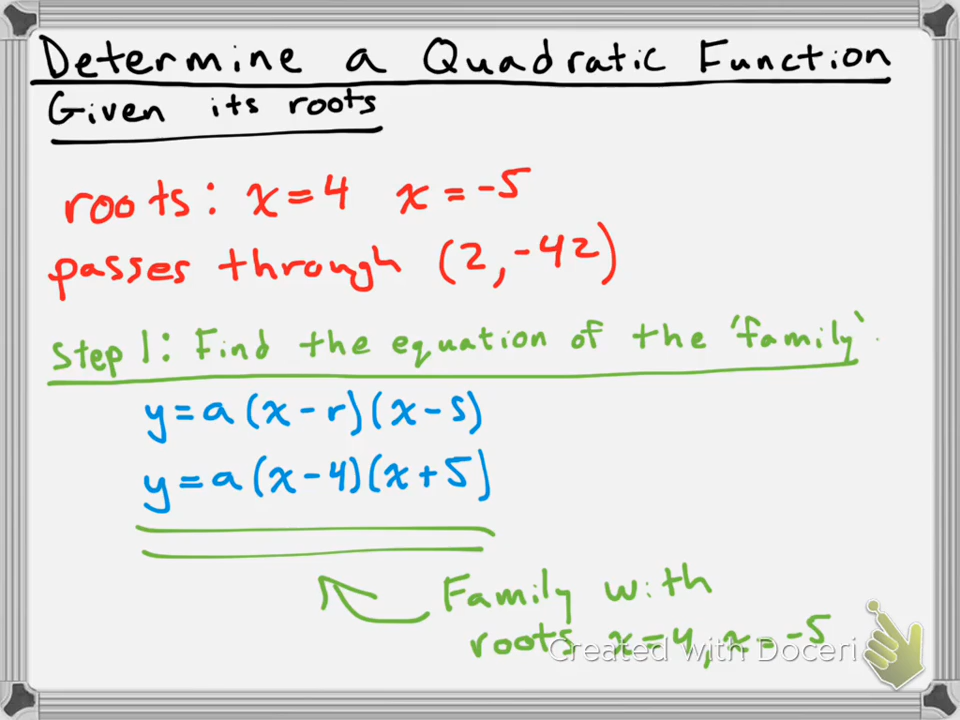 Determine a Quadratic Function
Given its roots
roots: x=4 x=-5
passes through (2,-42)
Step 1: Find the equation of the 'family'.
y=a(x-r)(x-s)
y=a(x-4)(x+5)
Family with
roots x=4, x=-5
Created with Doceri